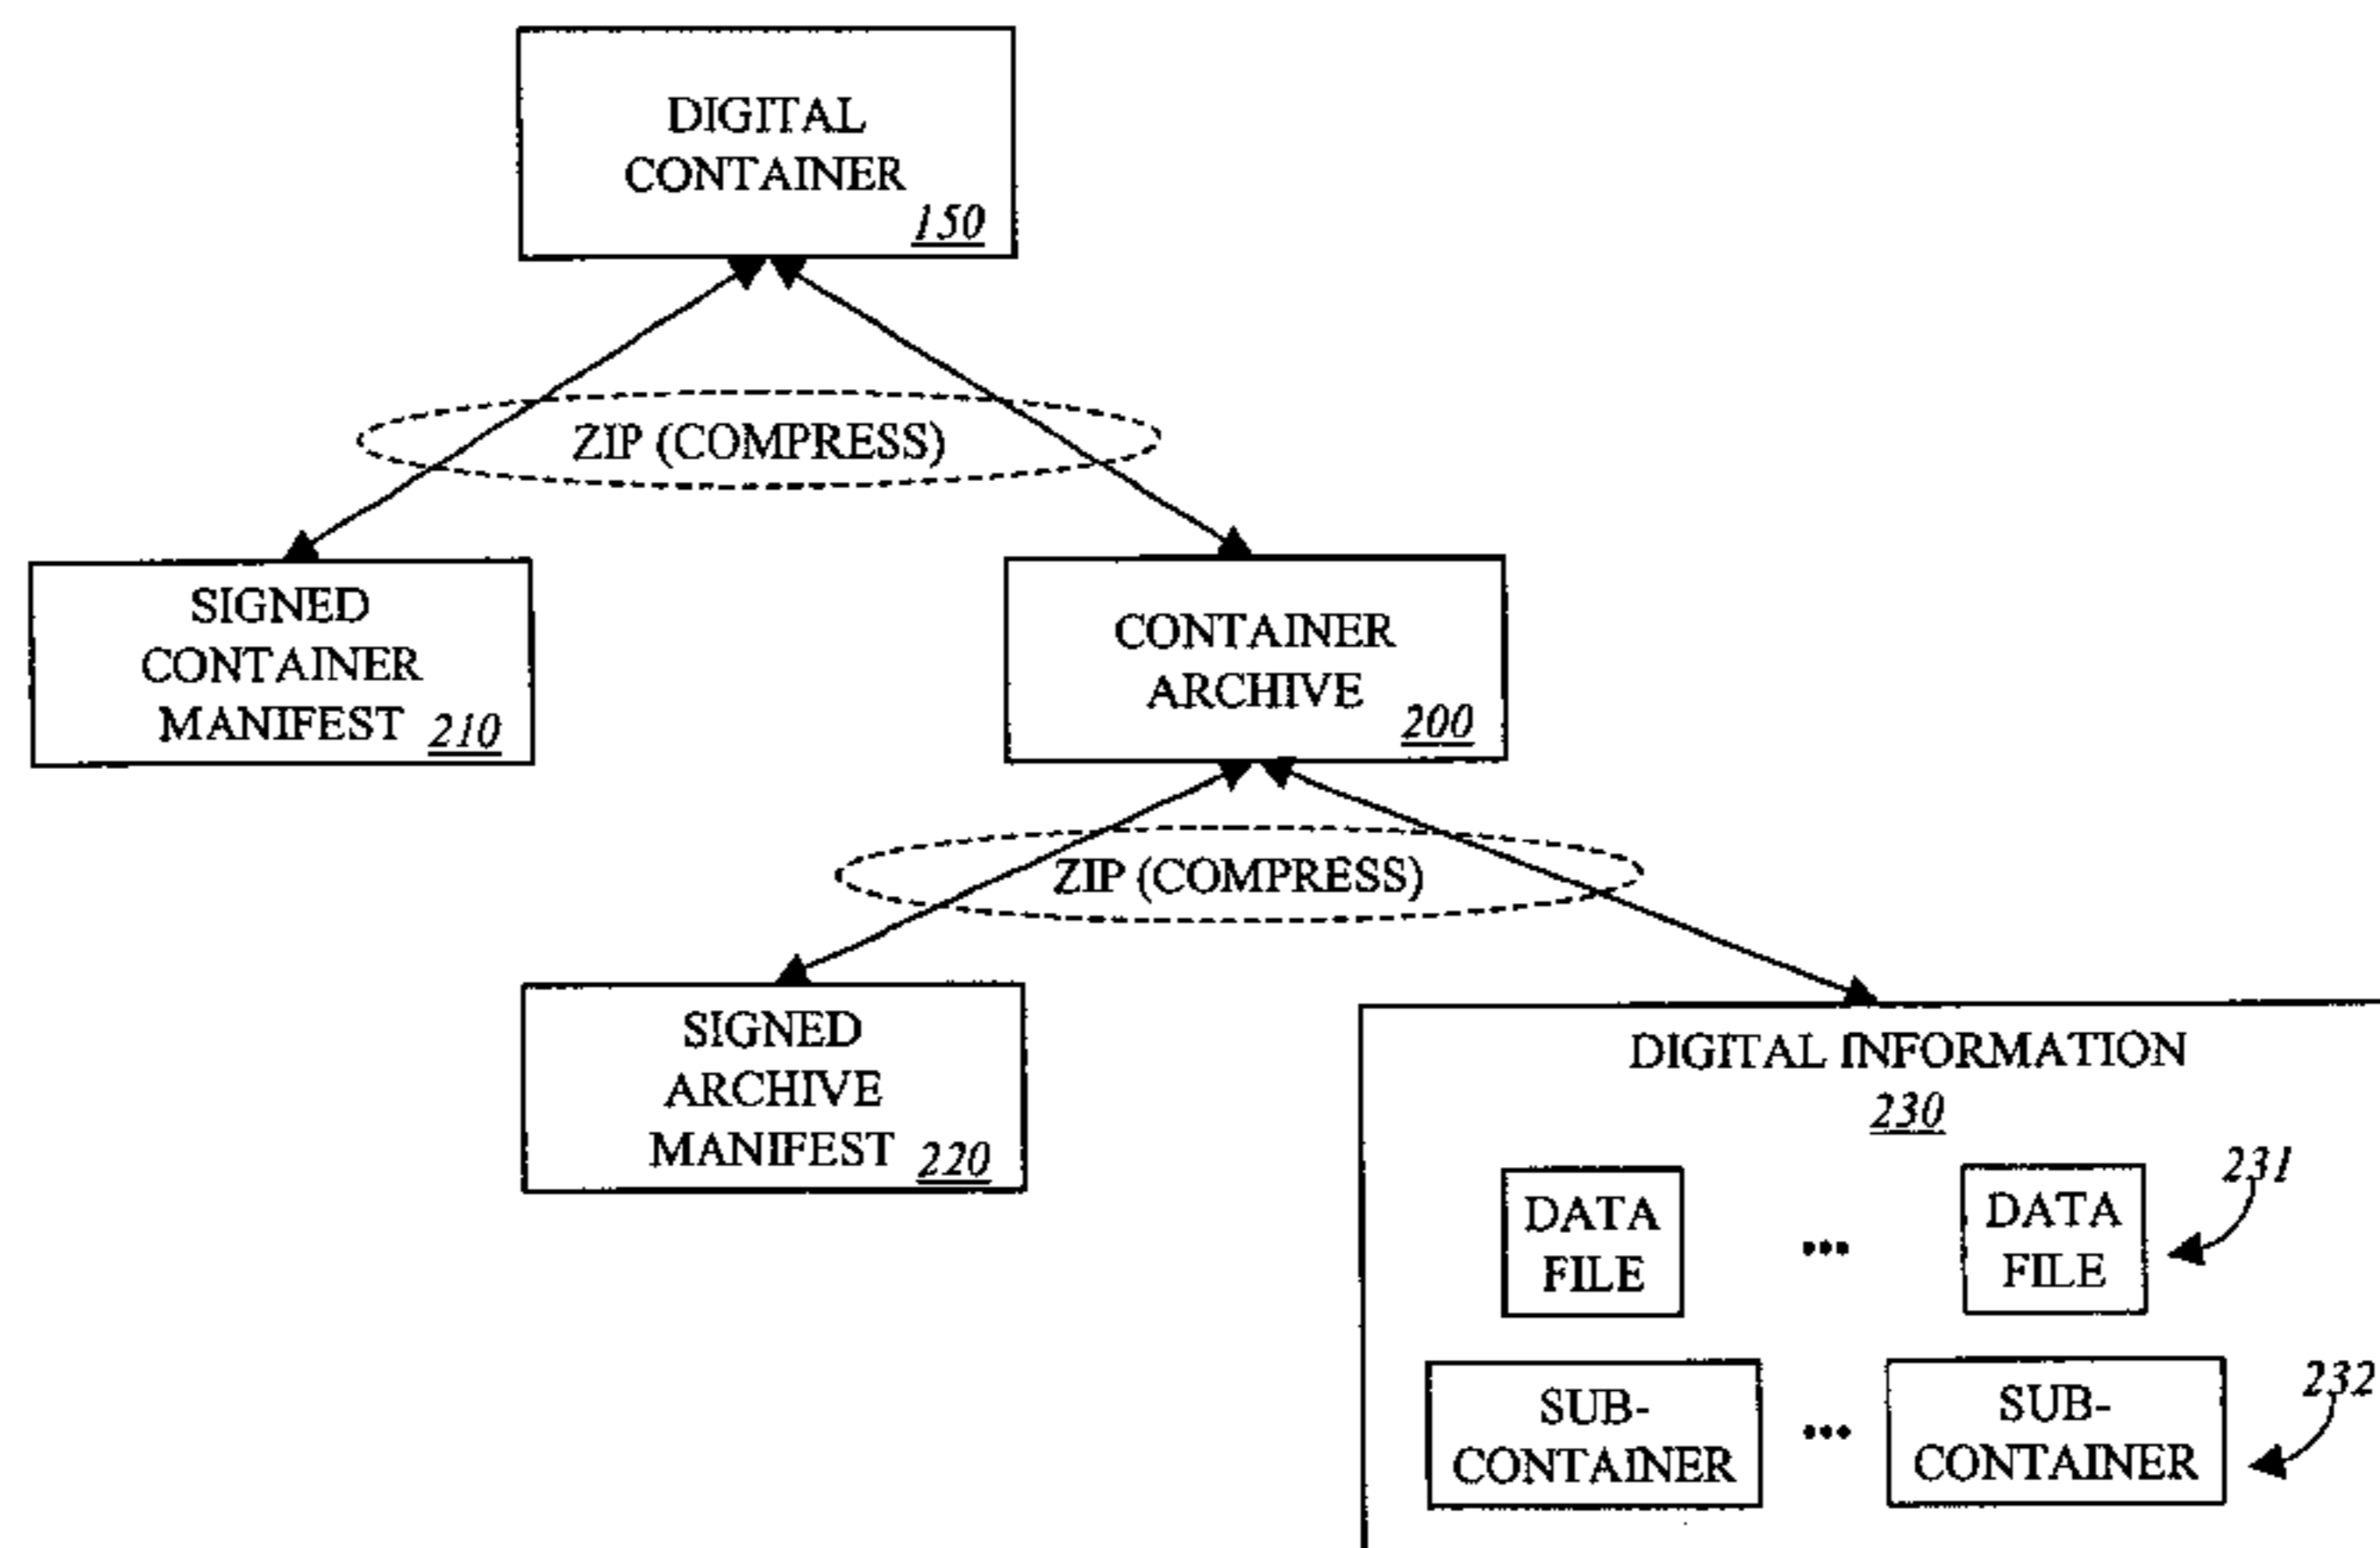 DIGITAL
CONTAINER
150
ZIP (COMPRESS)
SIGNED
CONTAINER
MANIFEST
210
CONTAINER
ARCHIVE
200
ZIP (COMPRESS)
SIGNED
ARCHIVE
MANIFEST
220
DIGITAL INFORMATION
230
DATA
FILE
...
DATA
FILE
231
SUB-
CONTAINER
...
SUB-
CONTAINER
232